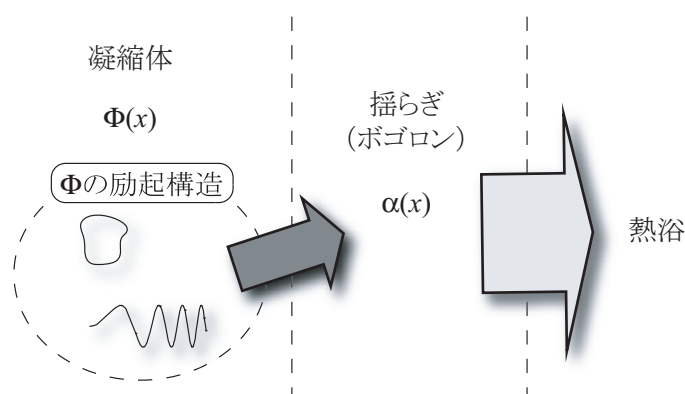 凝縮体
Φ(x)
Φの励起構造
揺らぎ
(ボゴロン)
α(x)
熱浴